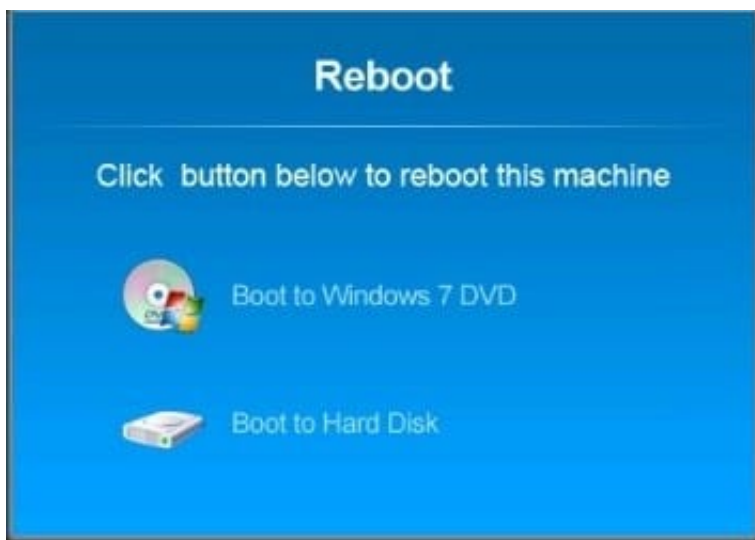 Reboot
Click button below to reboot this machine
Boot to Windows 7 DVD
Boot to Hard Disk